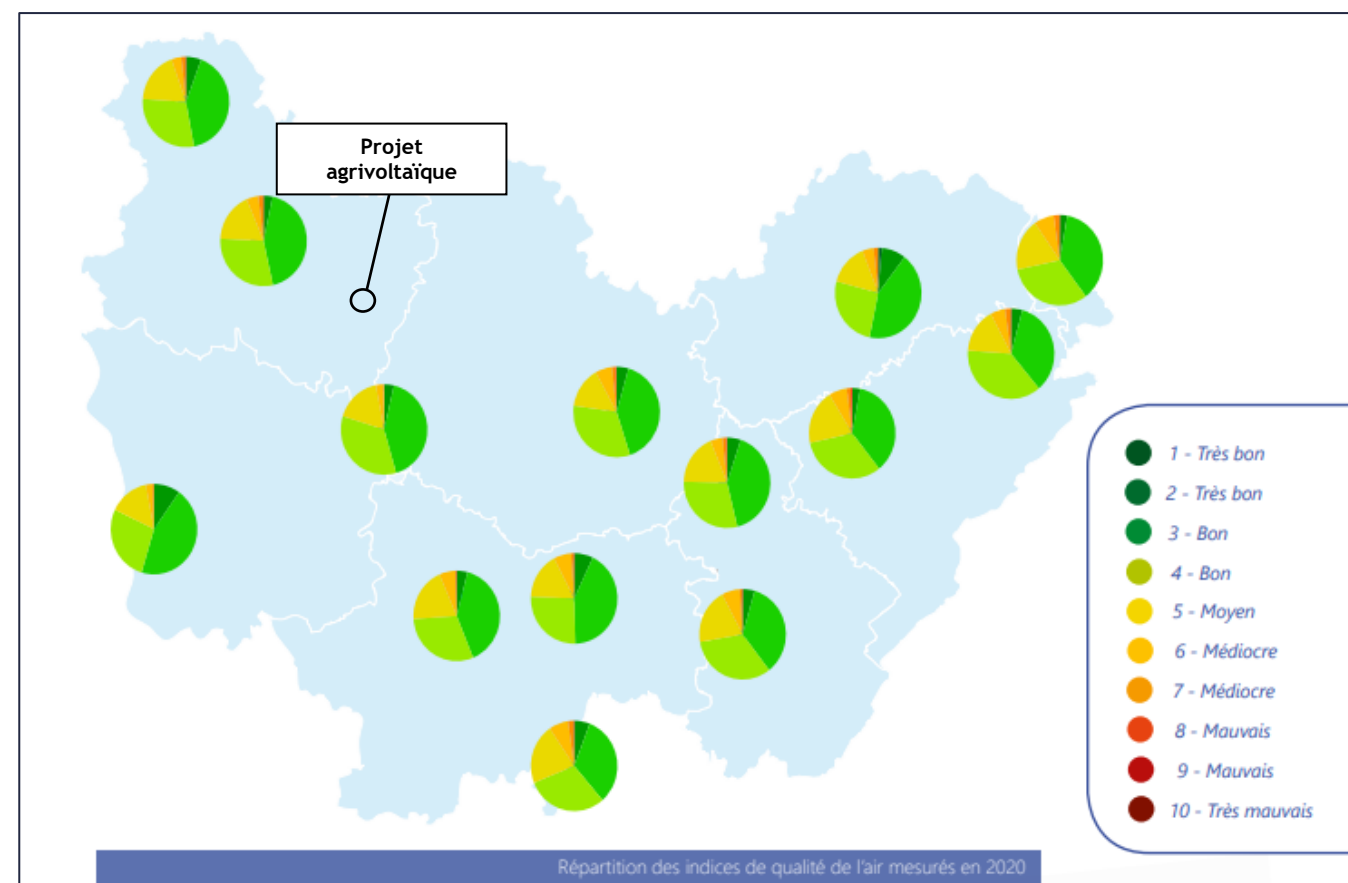 Projet
agrivoltaïque
1 - Très bon
2 - Très bon
3 - Bon
4 - Bon
5 - Moyen
6 - Médiocre
7 - Médiocre
8 - Mauvais
9 - Mauvais
10 - Très mauvais
Répartition des indices de qualité de l'air mesurés en 2020